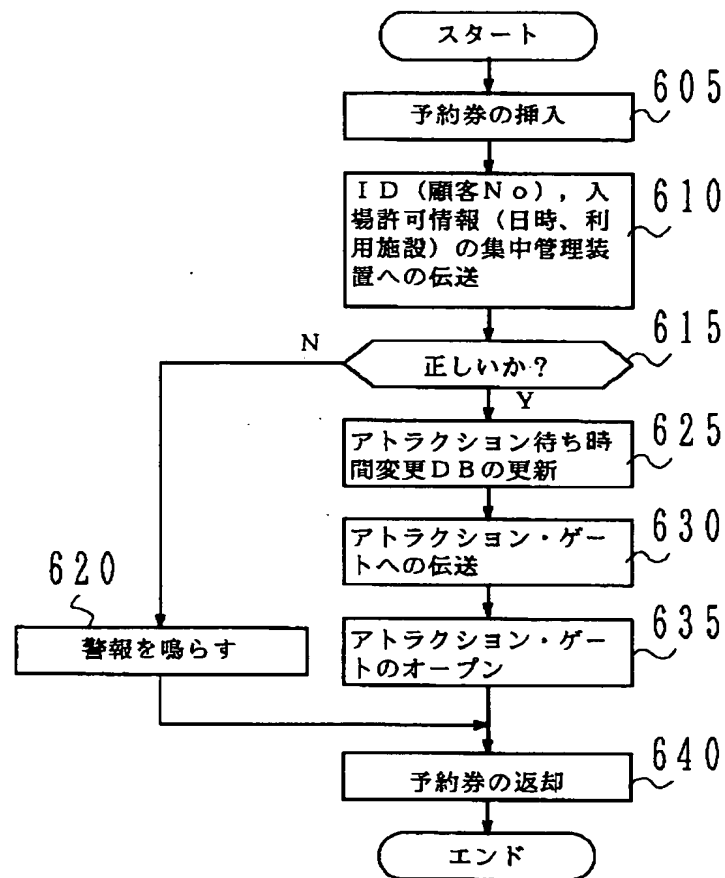 スタート
605
予約券の挿入
610
ID(顧客No),入
場許可情報(日時、利
用施設)の集中管理装
置への伝送
615
N
正しいか?
Y
625
アトラクション待ち時
間変更DBの更新
630
アトラクション・ゲー
トへの伝送
620
警報を鳴らす
635
アトラクション・ゲー
トのオープン
640
予約券の返却
エンド